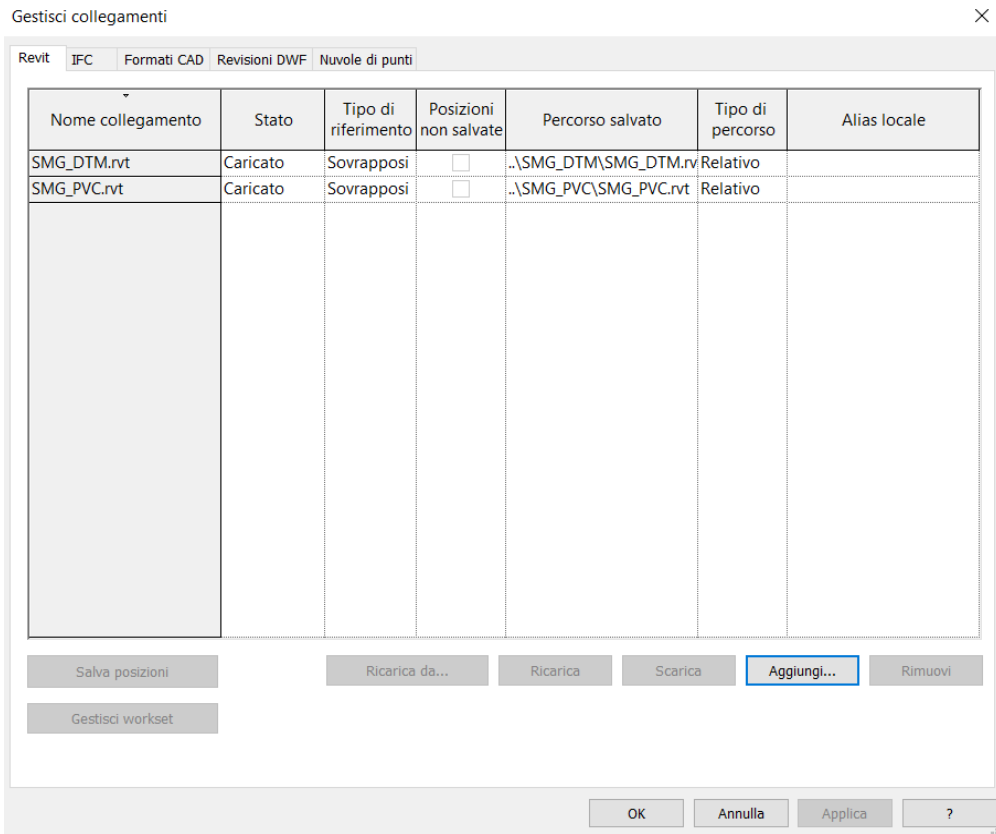 Gestisci collegamenti
Revit IFC Formati CAD Revisioni DWF Nuvole di punti
Nome collegamento Stato Tipo di riferimento Posizioni non salvate Percorso salvato Tipo di percorso Alias locale
SMG_DTM.rvt Caricato Sovrapposi ..\SMG_DTM\SMG_DTM.rv Relativo
SMG_PVC.rvt Caricato Sovrapposi ..\SMG_PVC\SMG_PVC.rvt Relativo
Salva posizioni Ricarica da... Ricarica Scarica Aggiungi... Rimuovi
Gestisci workset
OK Annulla Applica ?